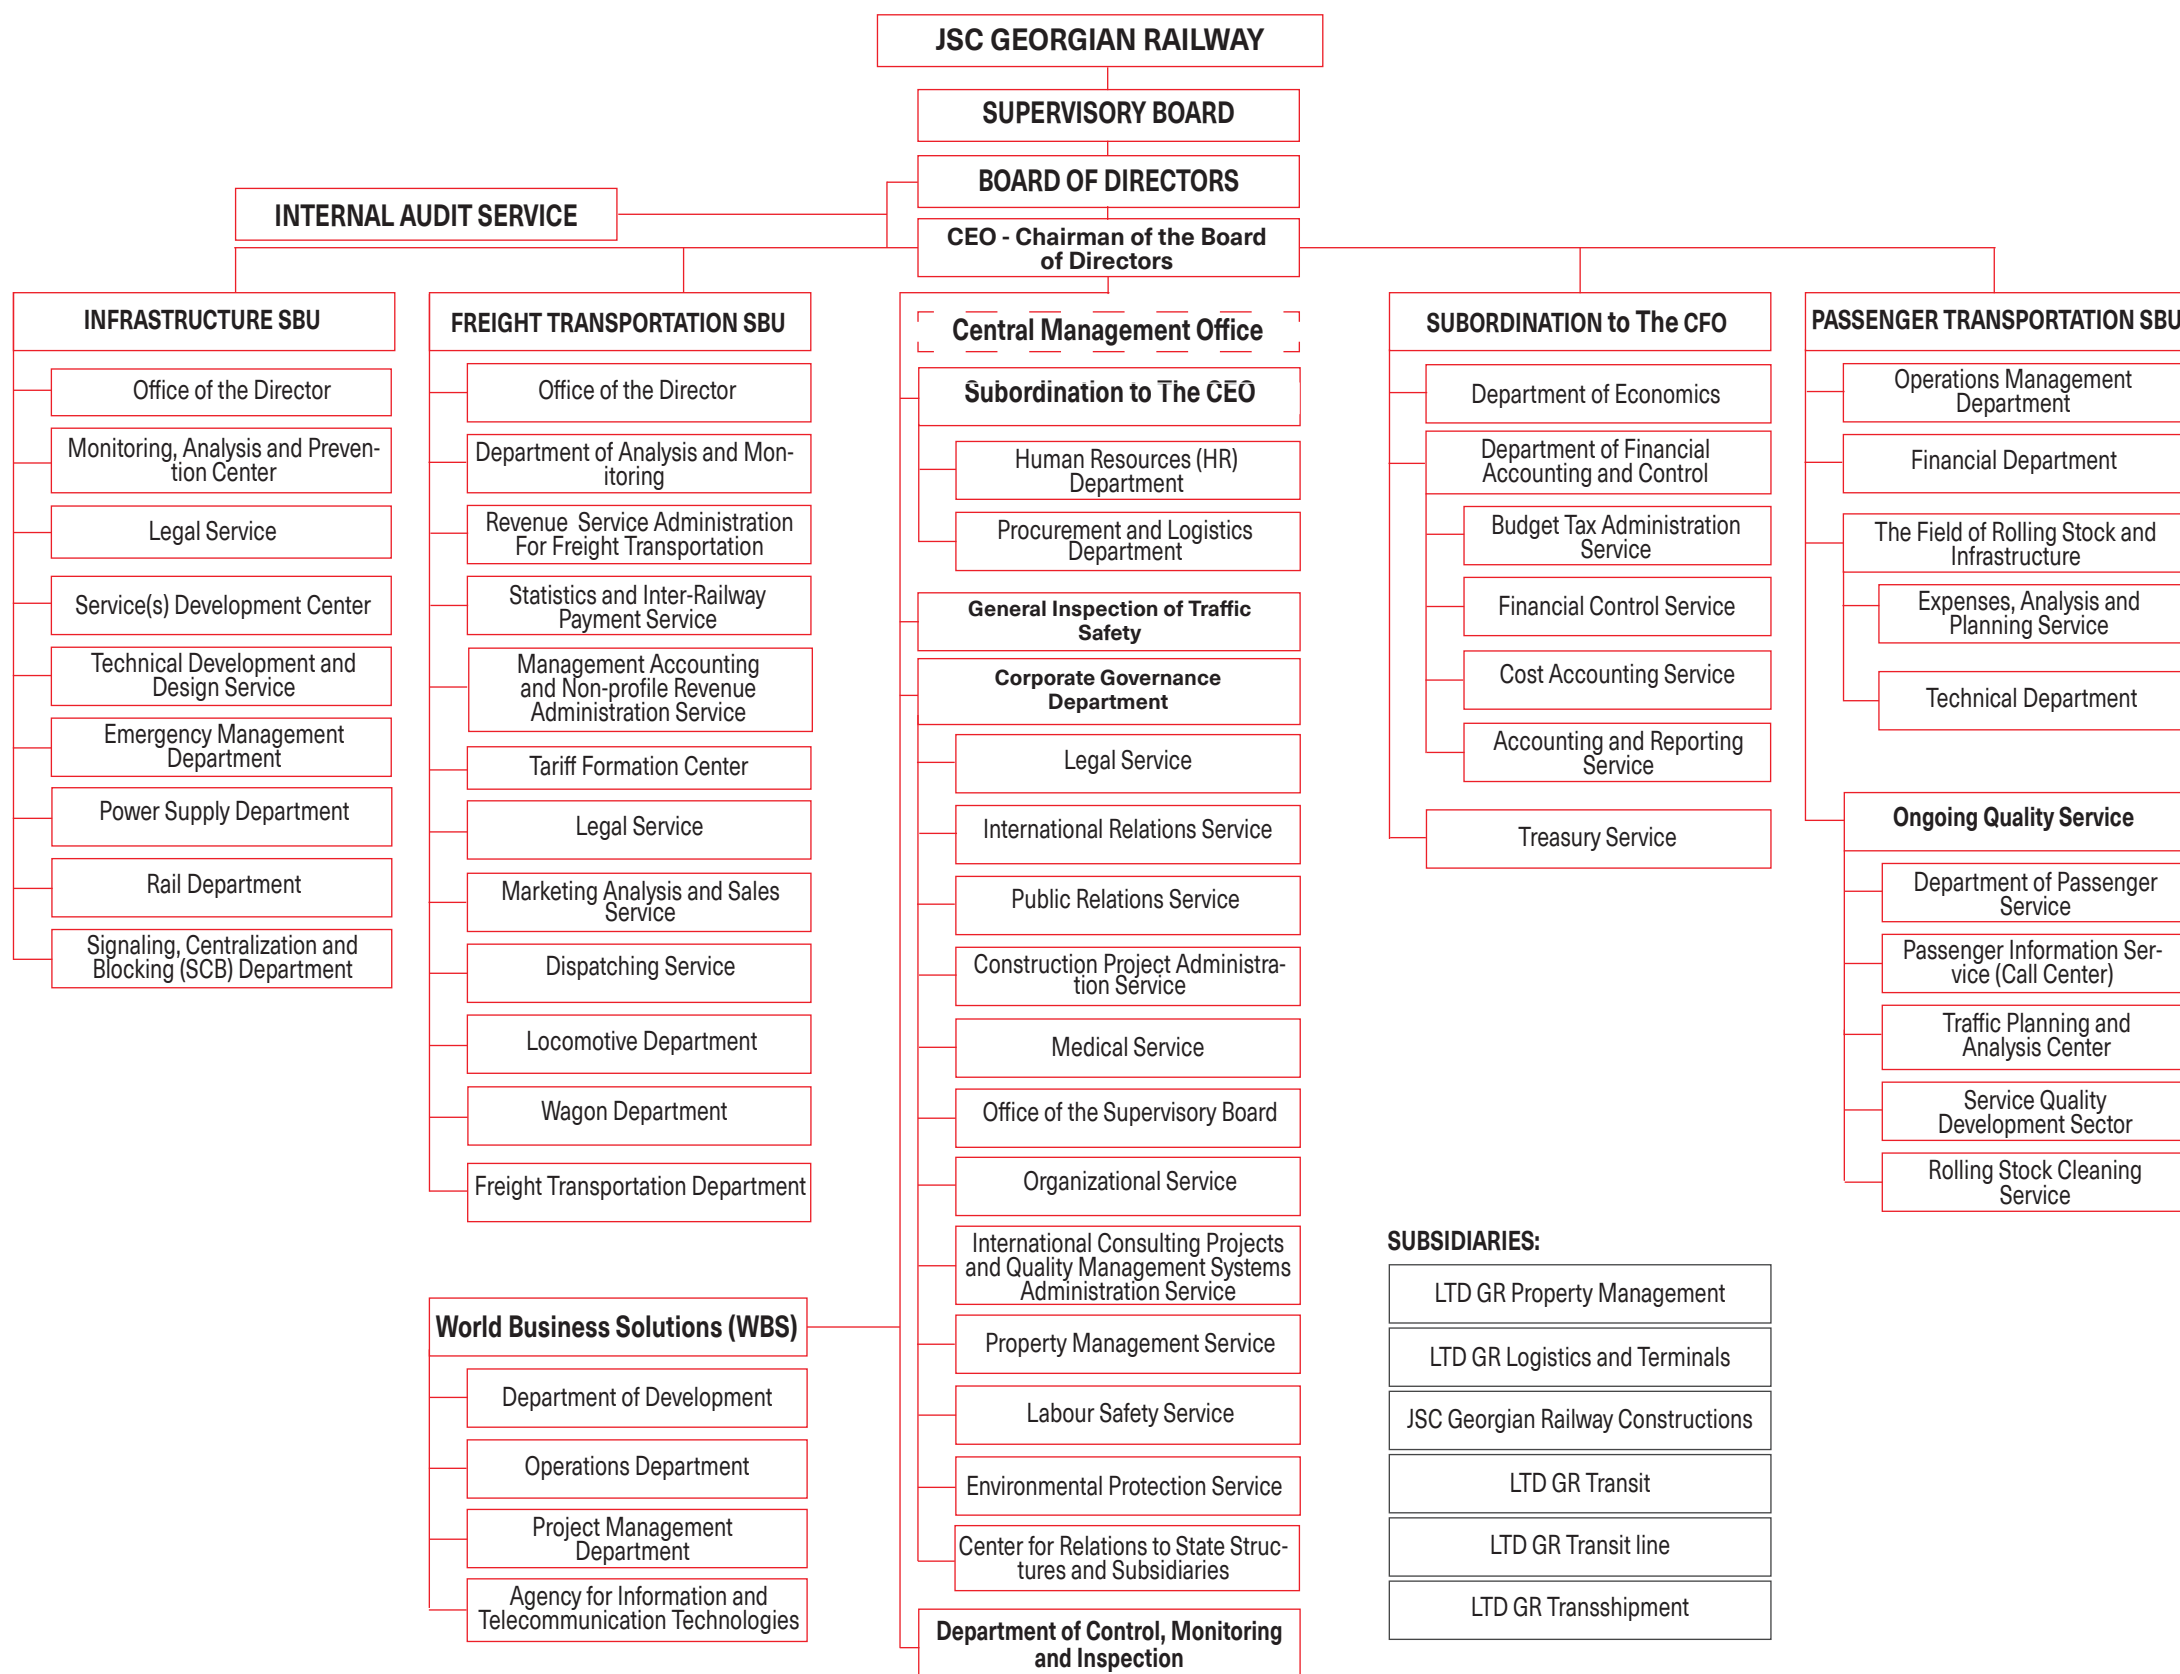 JSC GEORGIAN RAILWAY
SUPERVISORY BOARD
BOARD OF DIRECTORS
INTERNAL AUDIT SERVICE
CEO - Chairman of the Board
of Directors
INFRASTRUCTURE SBU
Office of the Director
Monitoring, Analysis and Preven-
tion Center
Legal Service
Service(s) Development Center
Technical Development and
Design Service
Emergency Management
Department
Power Supply Department
Rail Department
Signaling, Centralization and
Blocking (SCB) Department
FREIGHT TRANSPORTATION SBU
Office of the Director
Department of Analysis and Mon-
itoring
Revenue Service Administration
For Freight Transportation
Statistics and Inter-Railway
Payment Service
Management Accounting
and Non-profile Revenue
Administration Service
Tariff Formation Center
Legal Service
Marketing Analysis and Sales
Service
Dispatching Service
Locomotive Department
Wagon Department
Freight Transportation Department
World Business Solutions (WBS)
Department of Development
Operations Department
Project Management
Department
Agency for Information and
Telecommunication Technologies
Central Management Office
Subordination to The CEO
Human Resources (HR)
Department
Procurement and Logistics
Department
General Inspection of Traffic
Safety
Corporate Governance
Department
Legal Service
International Relations Service
Public Relations Service
Construction Project Administra-
tion Service
Medical Service
Office of the Supervisory Board
Organizational Service
International Consulting Projects
and Quality Management Systems
Administration Service
Property Management Service
Labour Safety Service
Environmental Protection Service
Center for Relations to State Struc-
tures and Subsidiaries
Department of Control, Monitoring
and Inspection
SUBORDINATION to The CFO
Department of Economics
Department of Financial
Accounting and Control
Budget Tax Administration
Service
Financial Control Service
Cost Accounting Service
Accounting and Reporting
Service
Treasury Service
PASSENGER TRANSPORTATION SBU
Operations Management
Department
Financial Department
The Field of Rolling Stock and
Infrastructure
Expenses, Analysis and
Planning Service
Technical Department
Ongoing Quality Service
Department of Passenger
Service
Passenger Information Ser-
vice (Call Center)
Traffic Planning and
Analysis Center
Service Quality
Development Sector
Rolling Stock Cleaning
Service
SUBSIDIARIES:
LTD GR Property Management
LTD GR Logistics and Terminals
JSC Georgian Railway Constructions
LTD GR Transit
LTD GR Transit line
LTD GR Transshipment